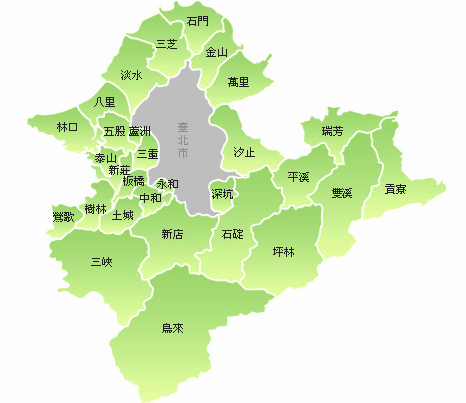 石門
三芝
金山
淡水
萬里
八里
林口
五股
蘆洲
臺北市
瑞芳
汐止
三重
泰山
新莊
板橋
永和
平溪
貢寮
雙溪
深坑
中和
樹林
土城
鶯歌
新店
石碇
坪林
三峽
烏來